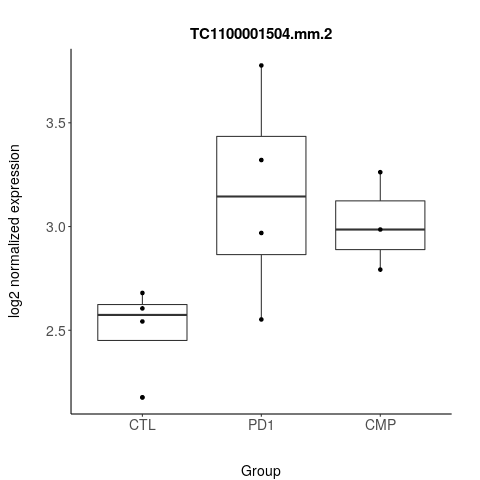 TC1100001504.mm.2
log2 normalized expression
3.5
3.0
2.5
CTL PD1 CMP
Group